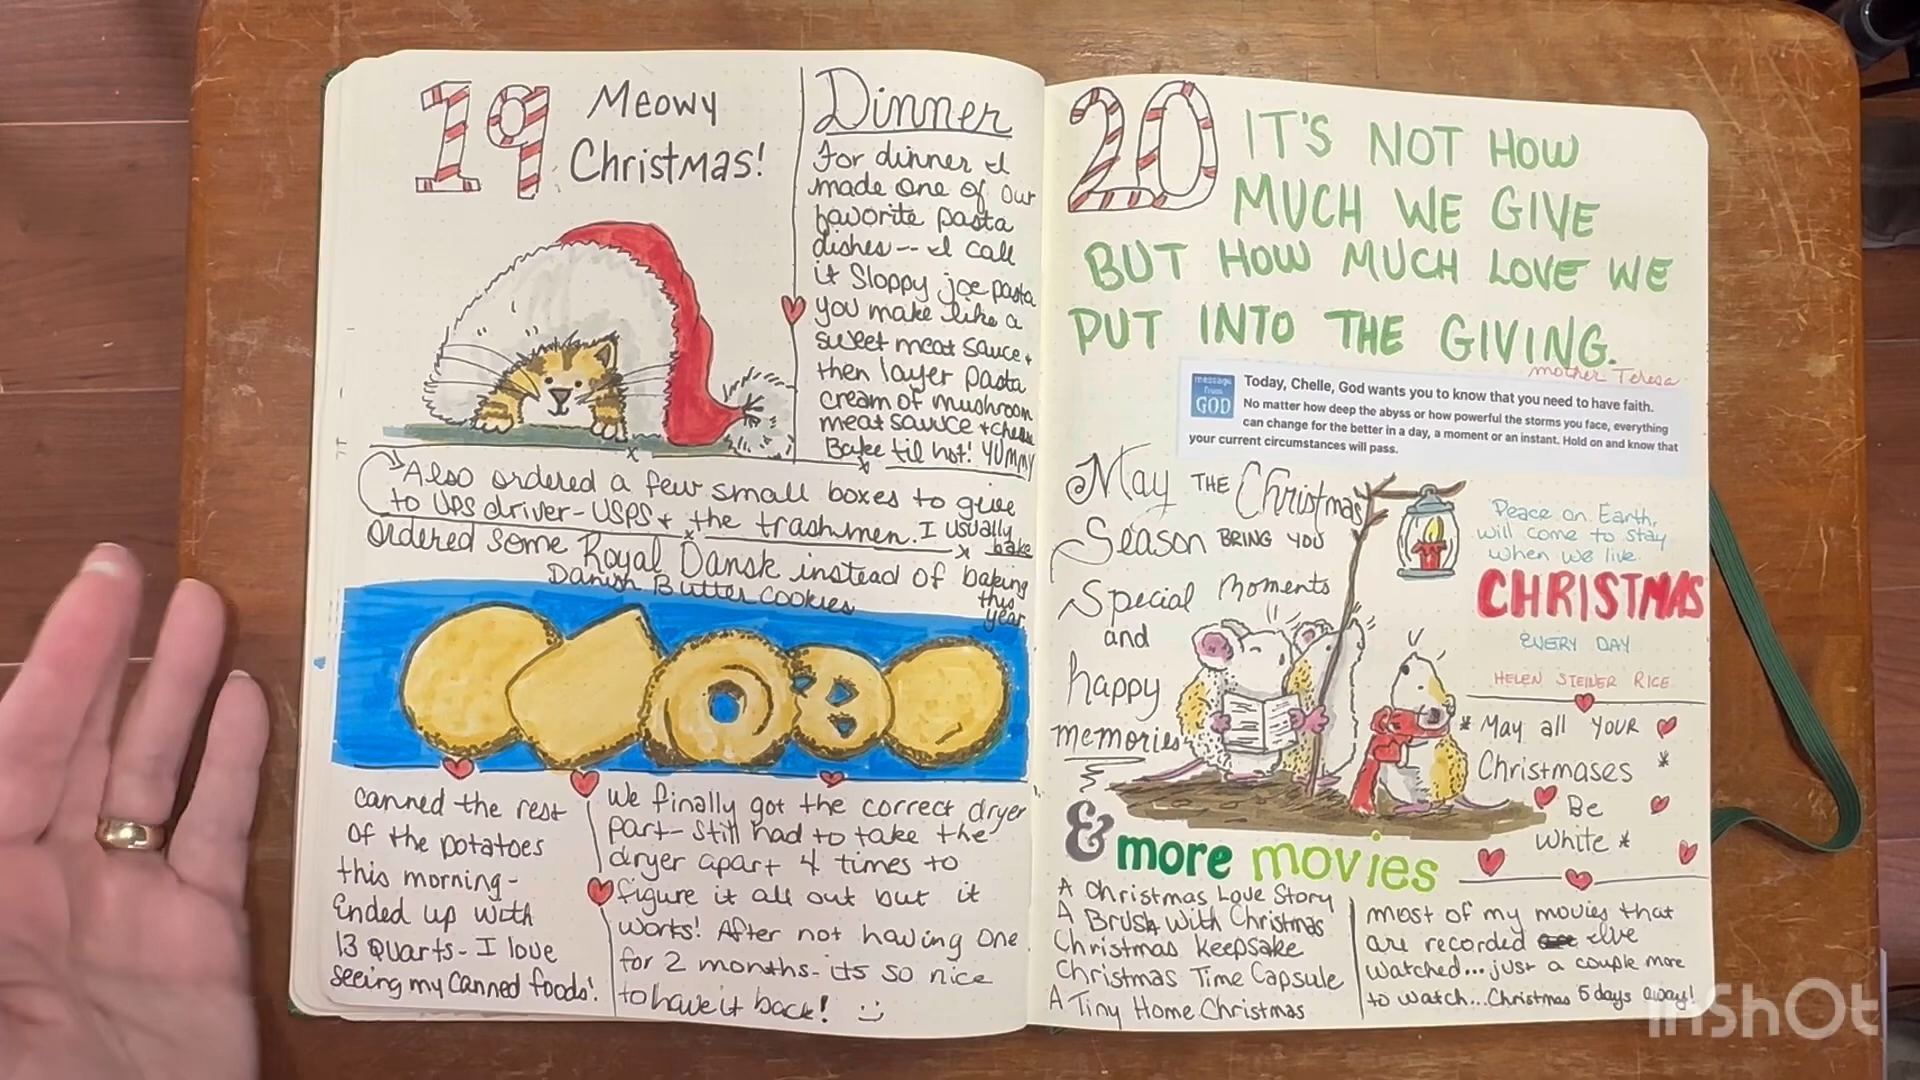 19 Meowy
Christmas!
Dinner
For dinner I
made one of our
favorite pasta
dishes-- I call
it Sloppy joe pasta
you make like a
sweet meat sauce +
then layer pasta
cream of mushroom
meat sauce + cheese
Bake til hot! YUMMY
Also ordered a few small boxes to give
to UPS driver - USPS + the trashmen. I usually
bake
ordered some Royal Dansk instead of baking
Danish Butter Cookies
this
year
canned the rest
of the potatoes
this morning -
Ended up with
13 Quarts - I love
seeing my canned foods!
We finally got the correct dryer
part - still had to take the
dryer apart 4 times to
figure it all out but it
works! After not having one
for 2 months - its so nice
to have it back!
20 IT'S NOT HOW
MUCH WE GIVE
BUT HOW MUCH LOVE WE
PUT INTO THE GIVING.
mother Teresa
message
from
GOD
Today, Chelle, God wants you to know that you need to have faith.
No matter how deep the abyss or how powerful the storms you face, everything
can change for the better in a day, a moment or an instant. Hold on and know that
your current circumstances will pass.
May THE Christmas
Season BRING YOU
Special Moments
and
happy
memories
Peace on Earth,
will come to stay
when we live
CHRISTMAS
EVERY DAY
HELEN STEINER RICE
* May all YOUR
Christmases *
Be
White *
& more movies
A Christmas Love Story
A Brush With Christmas
Christmas Keepsake
Christmas Time Capsule
A Tiny Home Christmas
most of my movies that
are recorded I've
watched... just a couple more
to watch... Christmas 5 days away!
InShOt